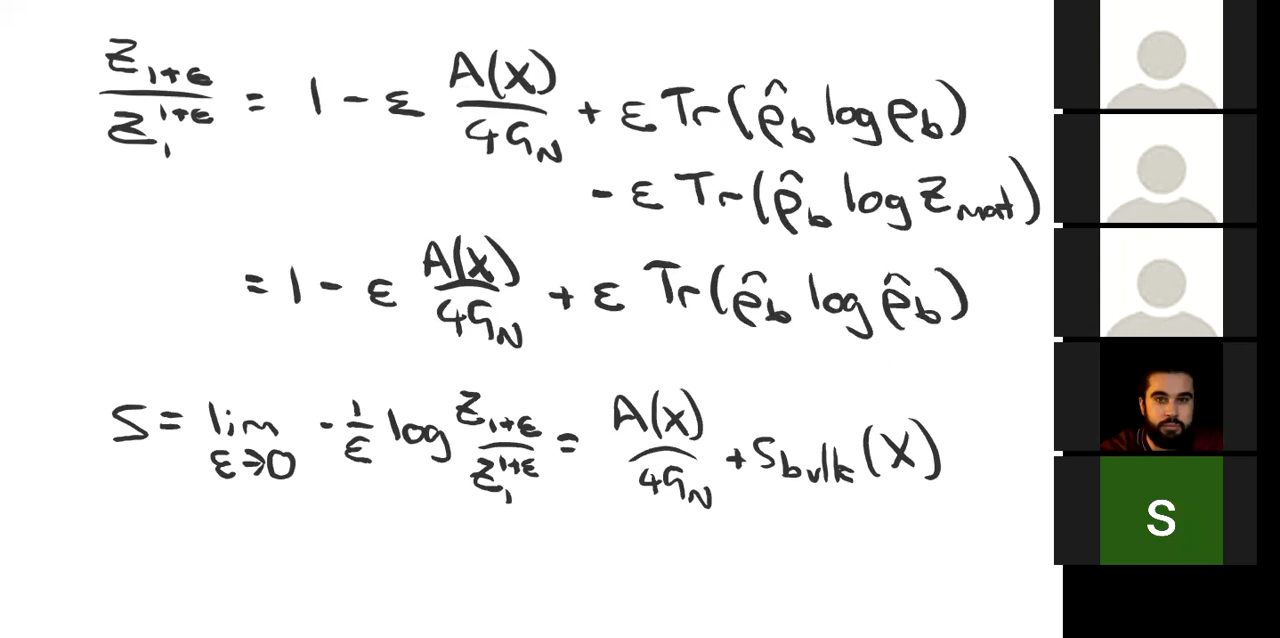 Z_{1+ε} / Z_1^{1+ε} = 1 - ε A(X)/4G_N + ε Tr(ρ̂_b log ρ_b)
- ε Tr(ρ̂_b log Z_mat)
= 1 - ε A(X)/4G_N + ε Tr(ρ̂_b log ρ̂_b)
S = lim_{ε→0} -1/ε log Z_{1+ε} / Z_1^{1+ε} = A(X)/4G_N + S_bulk(X)
S